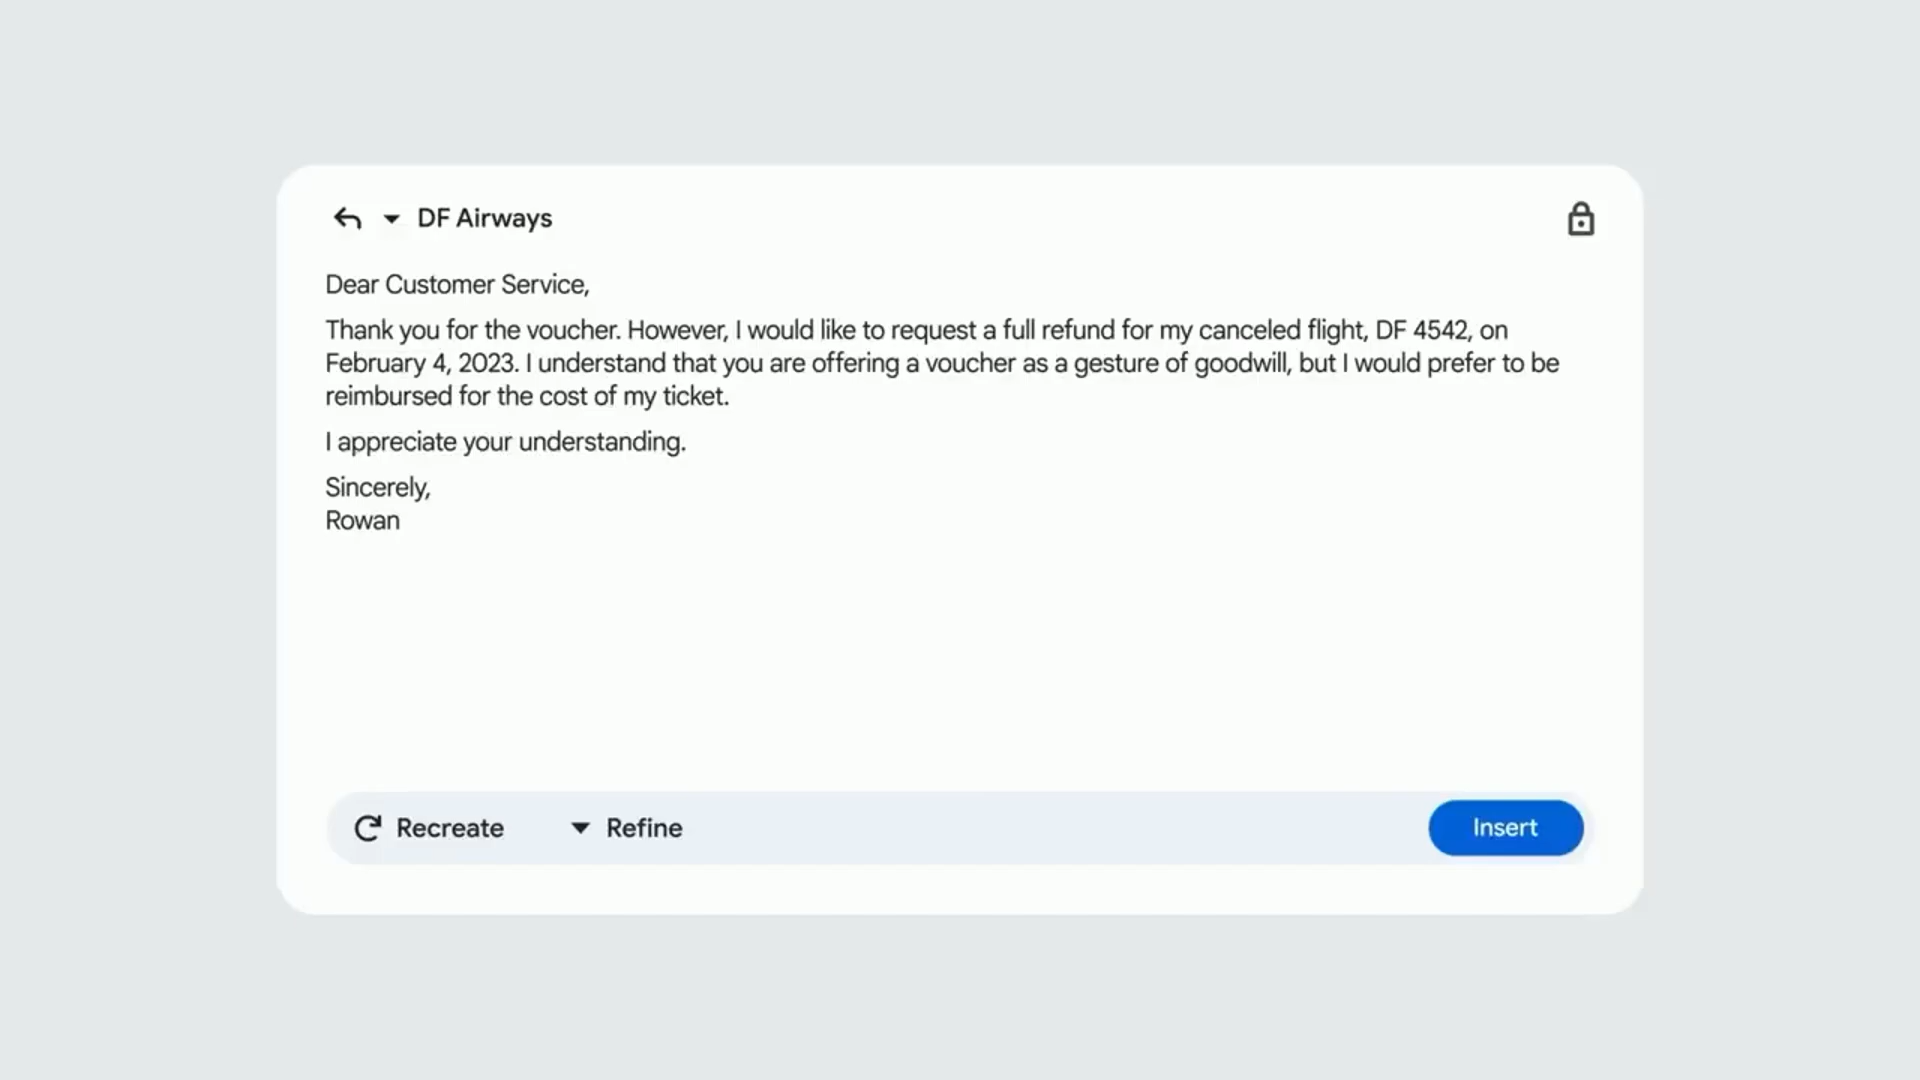 DF Airways
Dear Customer Service,
Thank you for the voucher. However, I would like to request a full refund for my canceled flight, DF 4542, on
February 4, 2023. I understand that you are offering a voucher as a gesture of goodwill, but I would prefer to be
reimbursed for the cost of my ticket.
I appreciate your understanding.
Sincerely,
Rowan
Recreate
Refine
Insert